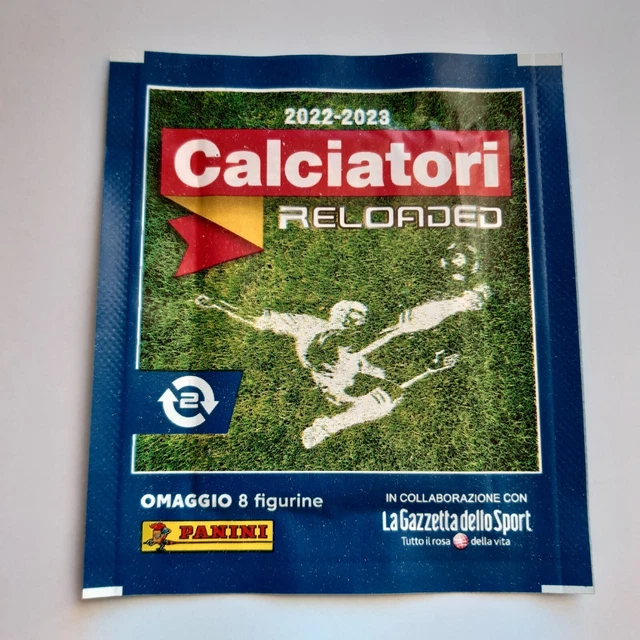 2022-2023
Calciatori
RELOADED
2
OMAGGIO 8 figurine
PANINI
IN COLLABORAZIONE CON
La Gazzetta dello Sport
Tutto il rosa della vita